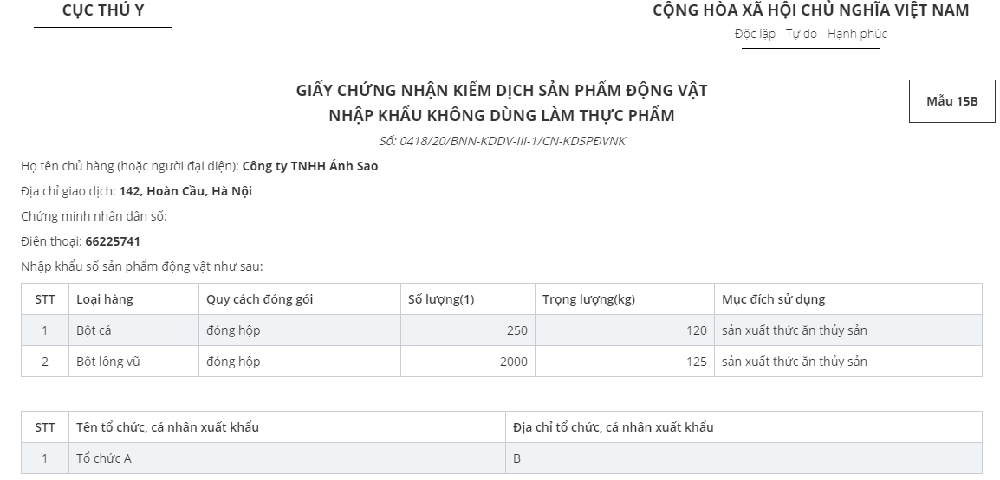 CỤC THÚ Y
CỘNG HÒA XÃ HỘI CHỦ NGHĨA VIỆT NAM
Độc lập - Tự do - Hạnh phúc
GIẤY CHỨNG NHẬN KIỂM DỊCH SẢN PHẨM ĐỘNG VẬT
NHẬP KHẨU KHÔNG DÙNG LÀM THỰC PHẨM
Mẫu 15B
Số: 0418/20/BNN-KDDV-III-1/CN-KDSPĐVNK
Họ tên chủ hàng (hoặc người đại diện): Công ty TNHH Ánh Sao
Địa chỉ giao dịch: 142, Hoàn Cầu, Hà Nội
Chứng minh nhân dân số:
Điên thoại: 66225741
Nhập khẩu số sản phẩm động vật như sau:
STT Loại hàng Quy cách đóng gói Số lượng(1) Trọng lượng(kg) Mục đích sử dụng
1 Bột cá đóng hộp 250 120 sản xuất thức ăn thủy sản
2 Bột lông vũ đóng hộp 2000 125 sản xuất thức ăn thủy sản
STT Tên tổ chức, cá nhân xuất khẩu Địa chỉ tổ chức, cá nhân xuất khẩu
1 Tổ chức A B